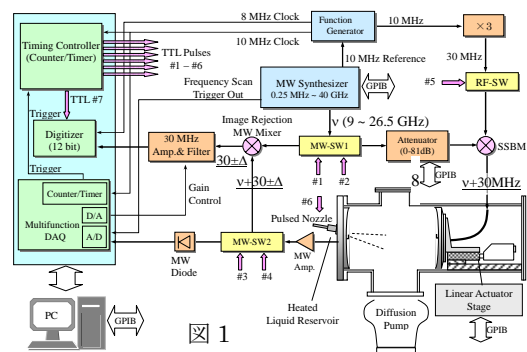 8 MHz Clock
Function
Generator
10 MHz
×3
Timing Controller
(Counter/Timer)
TTL Pulses
#1 – #6
10 MHz Clock
10 MHz Reference
30 MHz
Frequency Scan
Trigger Out
MW Synthesizer
0.25 MHz ~ 40 GHz
GPIB
#5
RF-SW
TTL #7
Trigger
ν (9 ~ 26.5 GHz)
Digitizer
(12 bit)
Image Rejection
MW Mixer
30 MHz
Amp.& Filter
30±Δ
MW-SW1
Attenuator
(0-81dB)
SSBM
Trigger
#1
#2
8
GPIB
ν+30MHz
Counter/Timer
Gain
Control
ν+30±Δ
#6
Pulsed Nozzle
Multifunction
DAQ
D/A
A/D
MW-SW2
MW
Diode
#3
#4
MW
Amp.
PC
GPIB
図 1
Heated
Liquid Reservoir
Diffusion
Pump
Linear Actuator
Stage
GPIB